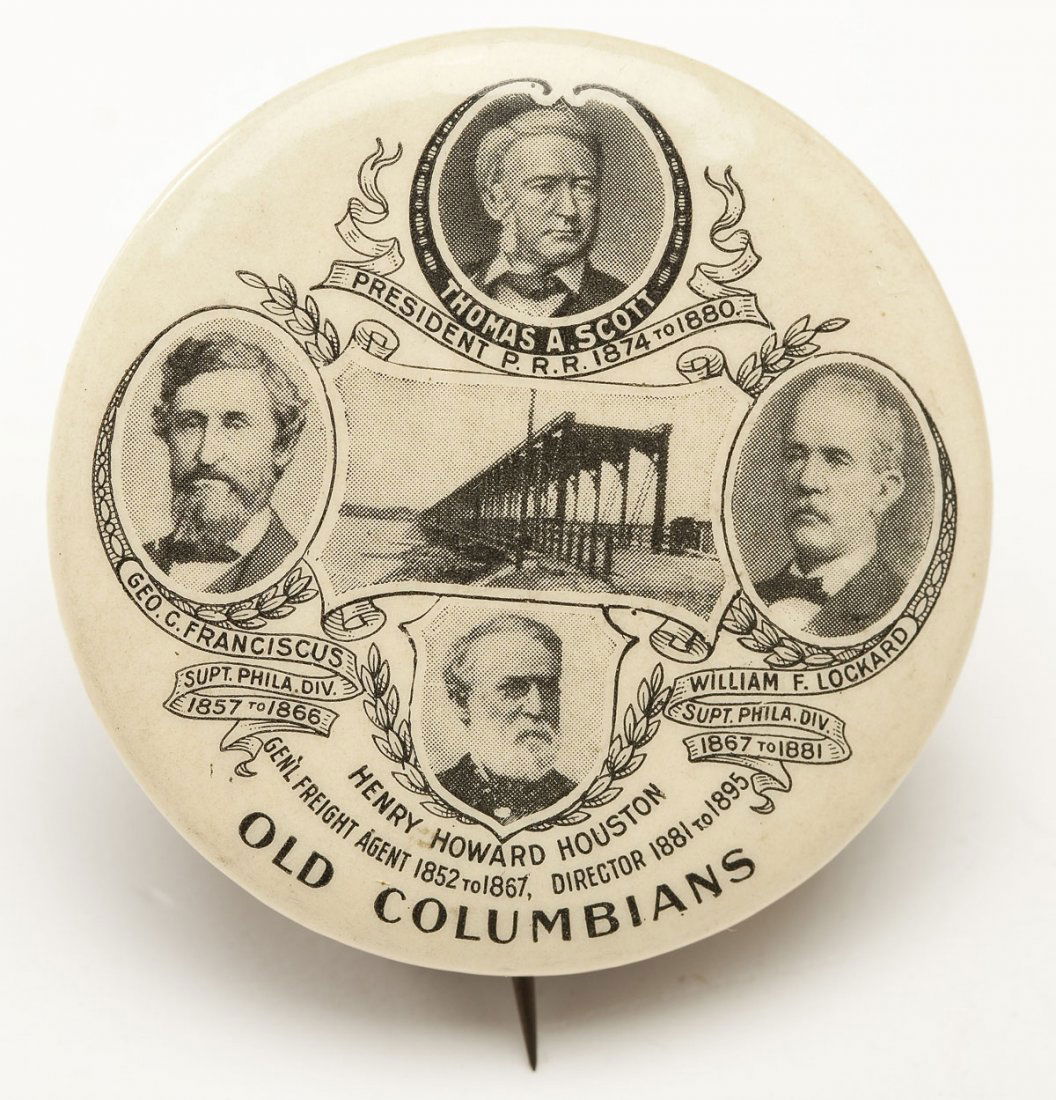 THOMAS A. SCOTT
PRESIDENT P.R.R. 1874 TO 1880.
GEO. C. FRANCISCUS
SUPT. PHILA. DIV.
1857 TO 1866
WILLIAM F. LOCKARD
SUPT. PHILA. DIV.
1867 TO 1881
HENRY HOWARD HOUSTON
GEN'L FREIGHT AGENT 1852 TO 1867, DIRECTOR 1881 TO 1895
OLD COLUMBIANS